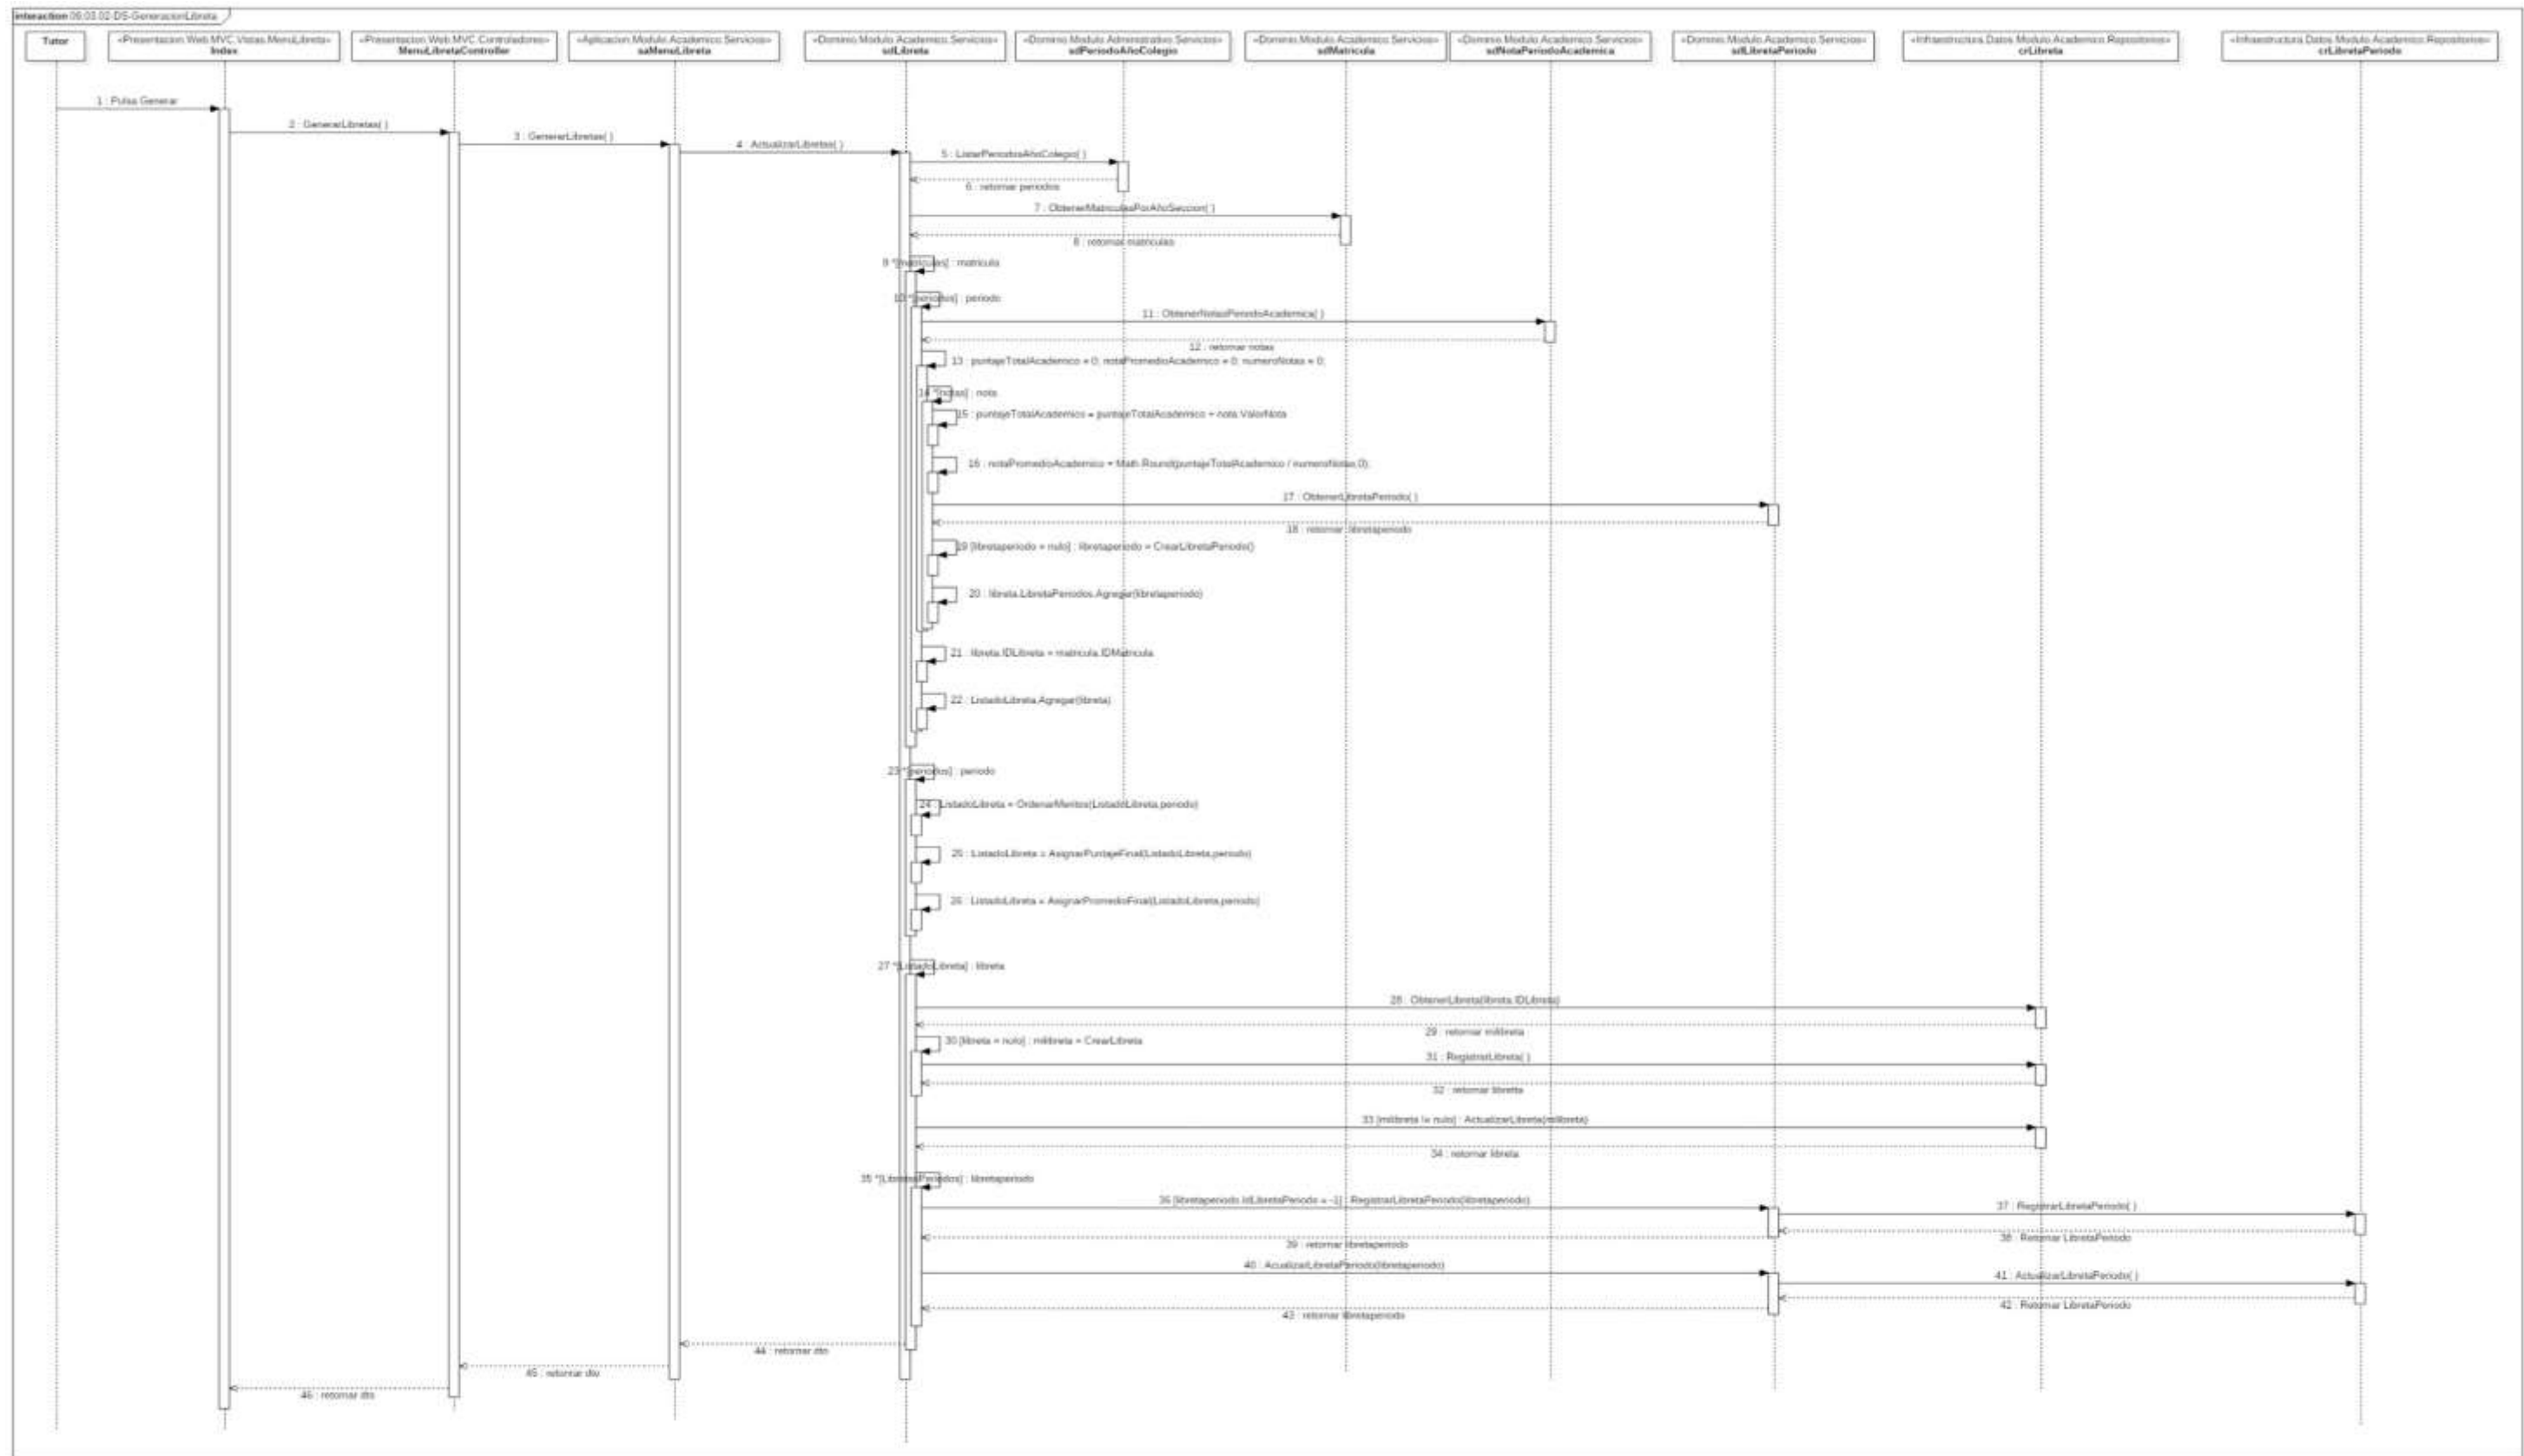 interaction 06.03.02-DS-GeneracionLibreta
Tutor
«Presentacion.Web.MVC.Vistas.MenuLibreta»
Index
«Presentacion.Web.MVC.Controladores»
MenuLibretaController
«Aplicacion.Modulo.Academico.Servicios»
saMenuLibreta
«Dominio.Modulo.Academico.Servicios»
sdLibreta
«Dominio.Modulo.Administrativo.Servicios»
sdPeriodoAñoColegio
«Dominio.Modulo.Academico.Servicios»
sdMatricula
«Dominio.Modulo.Academico.Servicios»
sdNotaPeriodoAcademica
«Dominio.Modulo.Academico.Servicios»
sdLibretaPeriodo
«Infraestructura.Datos.Modulo.Academico.Repositorios»
crLibreta
«Infraestructura.Datos.Modulo.Academico.Repositorios»
crLibretaPeriodo
1 : Pulsa Generar
2 : GenerarLibretas( )
3 : GenerarLibretas( )
4 : ActualizarLibretas( )
5 : ListarPeriodosAñoColegio( )
6 : retornar periodos
7 : ObtenerMatriculasPorAñoSeccion( )
8 : retornar matriculas
9 *[matriculas] : matricula
10 *[periodos] : periodo
11 : ObtenerNotasPeriodoAcademica( )
12 : retornar notas
13 : puntajeTotalAcademico = 0; notaPromedioAcademico = 0; numeroNotas = 0;
14 *[notas] : nota
15 : puntajeTotalAcademico = puntajeTotalAcademico + nota.ValorNota
16 : notaPromedioAcademico = Math.Round(puntajeTotalAcademico / numeroNotas,0);
17 : ObtenerLibretaPeriodo( )
18 : retornar libretaperiodo
19 [libretaperiodo = nulo] : libretaperiodo = CrearLibretaPeriodo()
20 : libreta.LibretaPeriodos.Agregar(libretaperiodo)
21 : libreta.IDLibreta = matricula.IDMatricula
22 : ListadoLibreta.Agregar(libreta)
23 *[periodos] : periodo
24 : ListadoLibreta = OrdenarMeritos(ListadoLibreta,periodo)
25 : ListadoLibreta = AsignarPuntajeFinal(ListadoLibreta,periodo)
26 : ListadoLibreta = AsignarPromedioFinal(ListadoLibreta,periodo)
27 *[ListadoLibreta] : libreta
28 : ObtenerLibreta(libreta.IDLibreta)
29 : retornar milibreta
30 [libreta = nulo] : milibreta = CrearLibreta
31 : RegistrarLibreta( )
32 : retornar libretta
33 [milibreta != nulo] : ActualizarLibreta(milibreta)
34 : retornar libreta
35 *[LibretasPeriodos] : libretaperiodo
36 [libretaperiodo.IdLibretaPeriodo = -1] : RegistrarLibretaPeriodo(libretaperiodo)
37 : RegistrarLibretaPeriodo( )
38 : Retornar LibretaPeriodo
39 : retornar libretaperiodo
40 : AcualizarLibretaPeriodo(libretaperiodo)
41 : ActualizarLibretaPeriodo( )
42 : Retornar LibretaPeriodo
43 : retornar libretaperiodo
44 : retornar dto
45 : retornar dto
46 : retornar dto